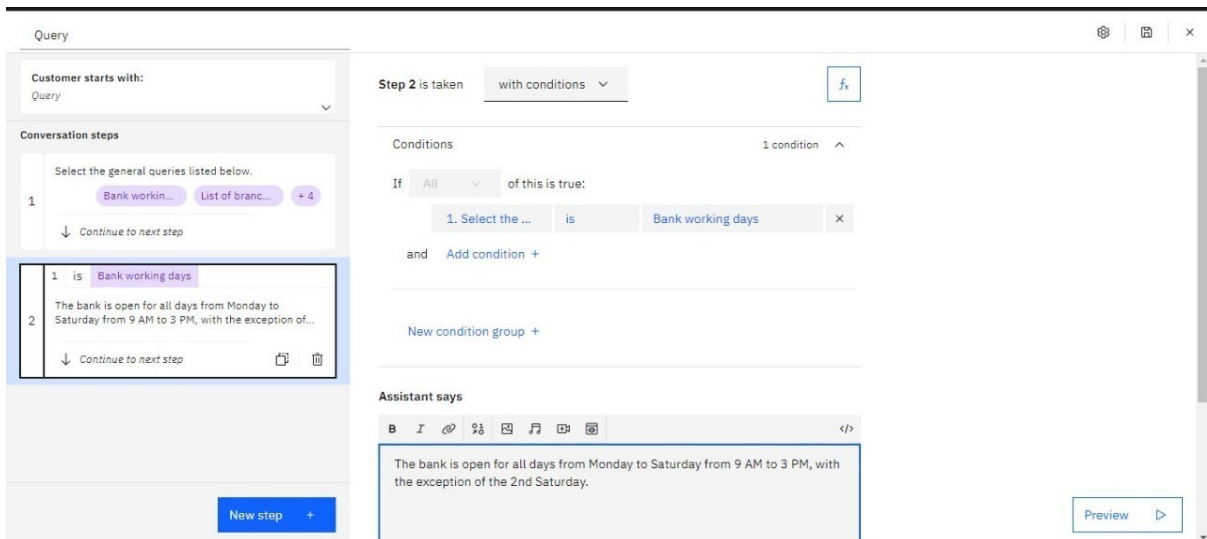 Query
Customer starts with:
Query
Conversation steps
1
Select the general queries listed below.
Bank workin... List of branc... + 4
Continue to next step
1 is Bank working days
2
The bank is open for all days from Monday to
Saturday from 9 AM to 3 PM, with the exception of...
Continue to next step
New step +
Step 2 is taken with conditions
fx
Conditions 1 condition
If All of this is true:
1. Select the ... is Bank working days ×
and Add condition +
New condition group +
Assistant says
B I </>
The bank is open for all days from Monday to Saturday from 9 AM to 3 PM, with
the exception of the 2nd Saturday.
Preview